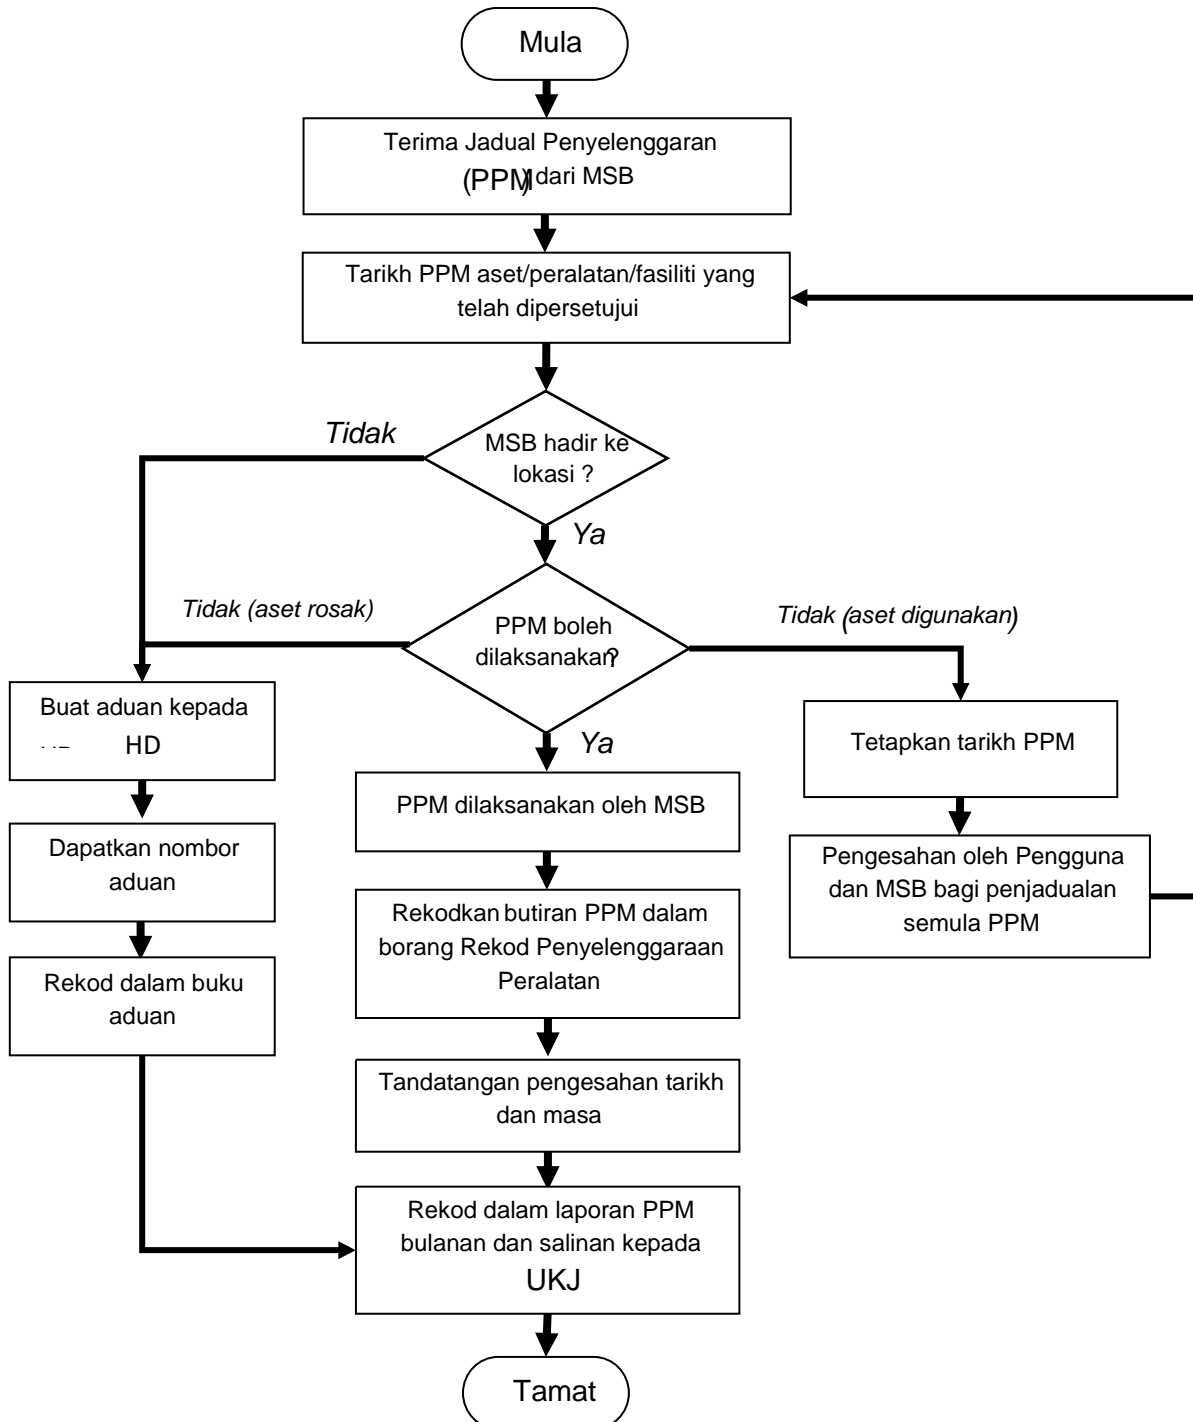 Mula
Terima Jadual Penyelenggaran
(PPM) dari MSB
Tarikh PPM aset/peralatan/fasiliti yang
telah dipersetujui
Tidak
MSB hadir ke
lokasi ?
Ya
Tidak (aset rosak)
PPM boleh
dilaksanakan?
Tidak (aset digunakan)
Ya
Buat aduan kepada
HD
Dapatkan nombor
aduan
Rekod dalam buku
aduan
PPM dilaksanakan oleh MSB
Rekodkan butiran PPM dalam
borang Rekod Penyelenggaraan
Peralatan
Tandatangan pengesahan tarikh
dan masa
Rekod dalam laporan PPM
bulanan dan salinan kepada
UKJ
Tetapkan tarikh PPM
Pengesahan oleh Pengguna
dan MSB bagi penjadualan
semula PPM
Tamat